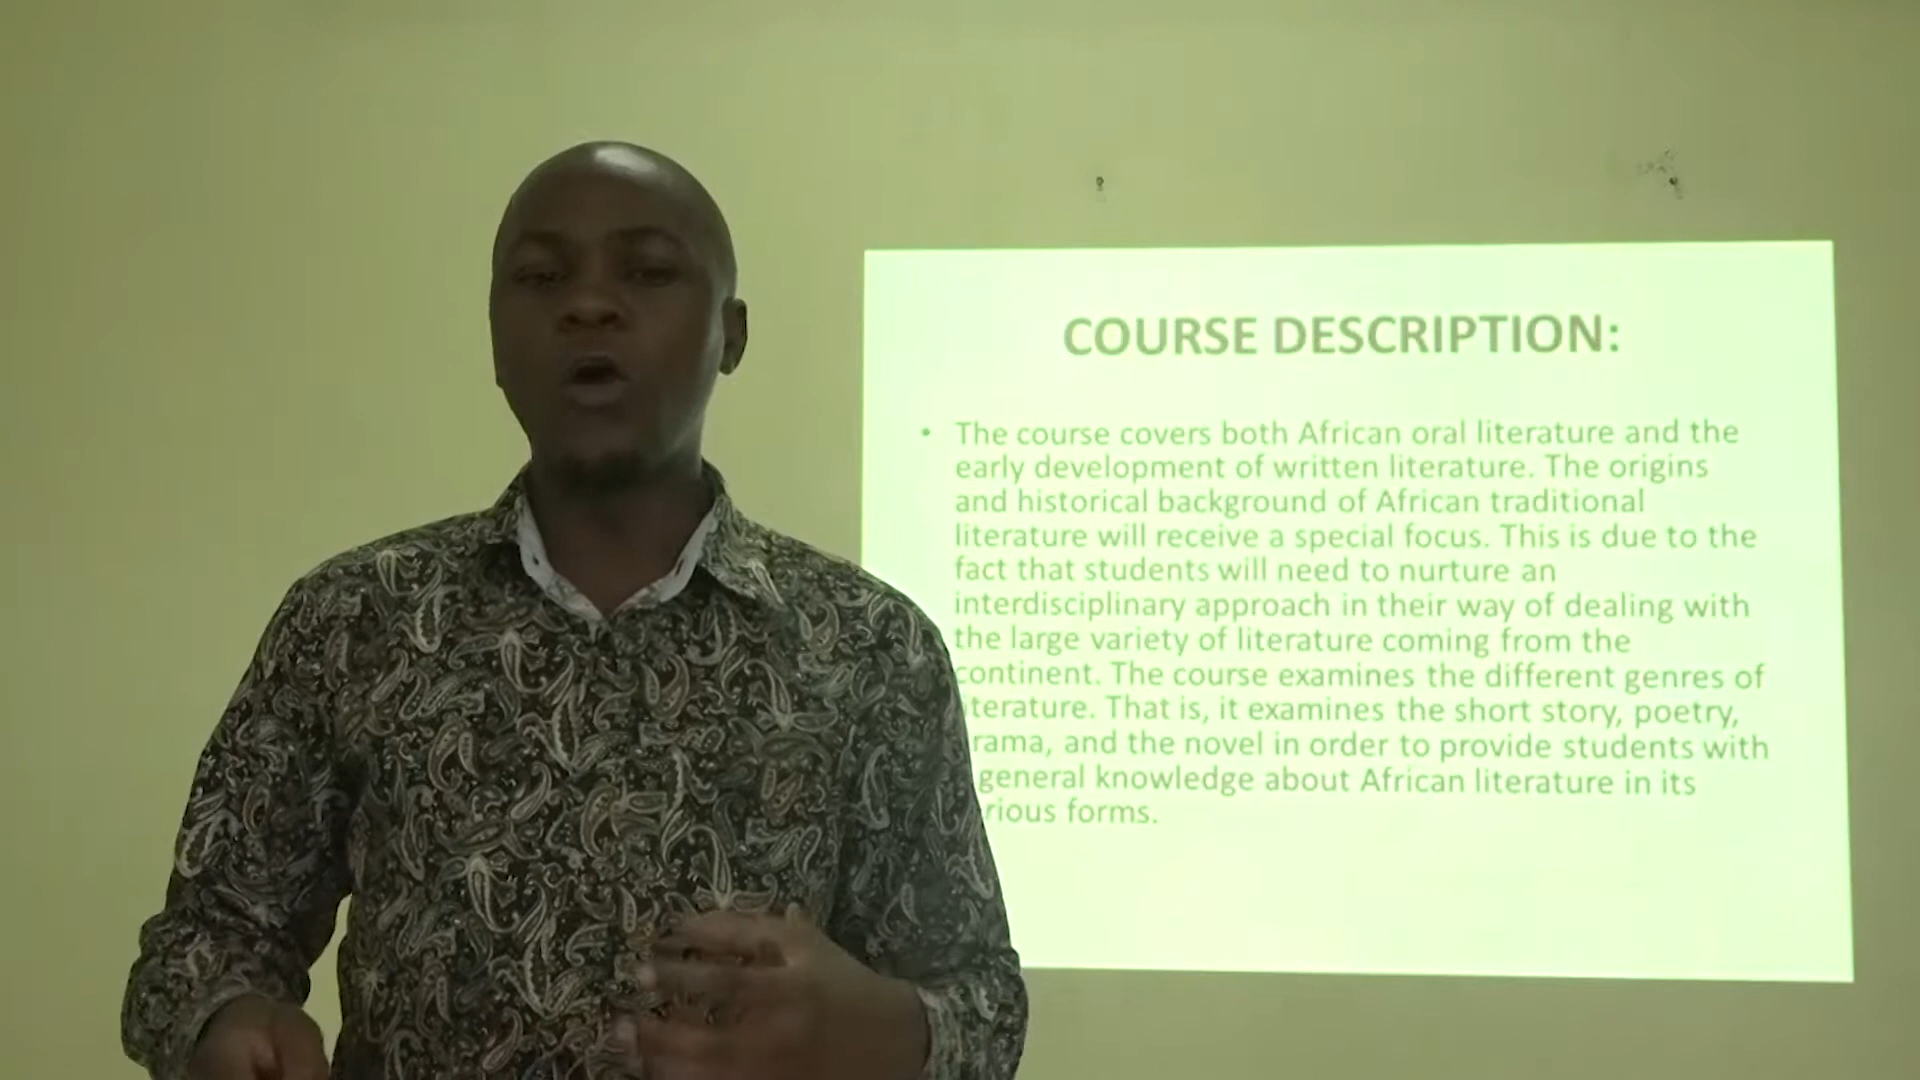 COURSE DESCRIPTION:
• The course covers both African oral literature and the
early development of written literature. The origins
and historical background of African traditional
literature will receive a special focus. This is due to the
fact that students will need to nurture an
interdisciplinary approach in their way of dealing with
the large variety of literature coming from the
continent. The course examines the different genres of
terature. That is, it examines the short story, poetry,
rama, and the novel in order to provide students with
general knowledge about African literature in its
rious forms.